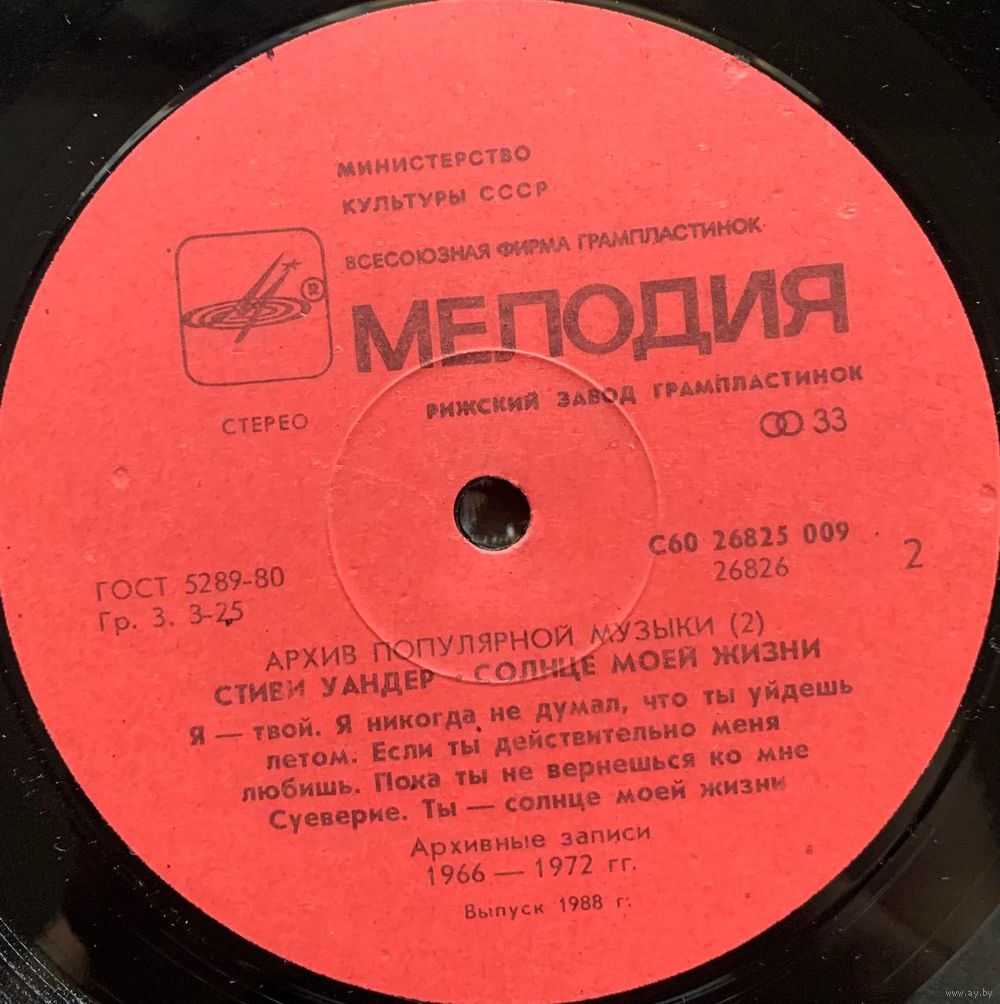 МИНИСТЕРСТВО
КУЛЬТУРЫ СССР
ВСЕСОЮЗНАЯ ФИРМА ГРАМПЛАСТИНОК
®
МЕЛОДИЯ
РИЖСКИЙ ЗАВОД ГРАМПЛАСТИНОК
СТЕРЕО
33
С60 26825 009
26826
2
ГОСТ 5289-80
Гр. 3. 3-25
АРХИВ ПОПУЛЯРНОЙ МУЗЫКИ (2)
СТИВИ УАНДЕР · СОЛНЦЕ МОЕЙ ЖИЗНИ
Я — твой. Я никогда не думал, что ты уйдешь
летом. Если ты действительно меня
любишь. Пока ты не вернешься ко мне
Суеверие. Ты — солнце моей жизни
Архивные записи
1966 — 1972 гг.
Выпуск 1988 г.
www.ay.by